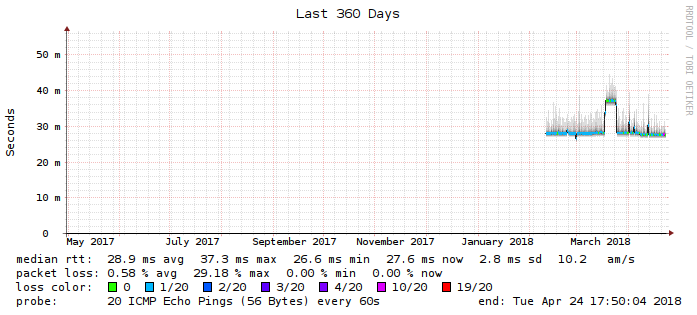 Last 360 Days
RRDTOOL / TOBI OETIKER
Seconds
50 m
40 m
30 m
20 m
10 m
0
May 2017 July 2017 September 2017 November 2017 January 2018 March 2018
median rtt: 28.9 ms avg 37.3 ms max 26.6 ms min 27.6 ms now 2.8 ms sd 10.2 am/s
packet loss: 0.58 % avg 29.18 % max 0.00 % min 0.00 % now
loss color: 0 1/20 2/20 3/20 4/20 10/20 19/20
probe: 20 ICMP Echo Pings (56 Bytes) every 60s end: Tue Apr 24 17:50:04 2018